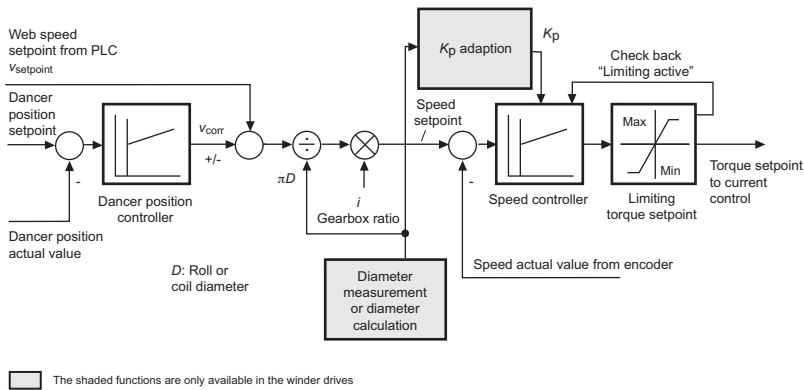 Web speed
setpoint from PLC
vsetpoint
Dancer
position
setpoint
-
Dancer position
actual value
Dancer position
controller
vcorr
+/-
÷
πD
i
Gearbox ratio
D: Roll or
coil diameter
Diameter
measurement
or diameter
calculation
Kp adaption
Kp
Speed
setpoint
-
Speed controller
Speed actual value from encoder
Check back
“Limiting active”
Max
Min
Limiting
torque setpoint
Torque setpoint
to current
control
The shaded functions are only available in the winder drives